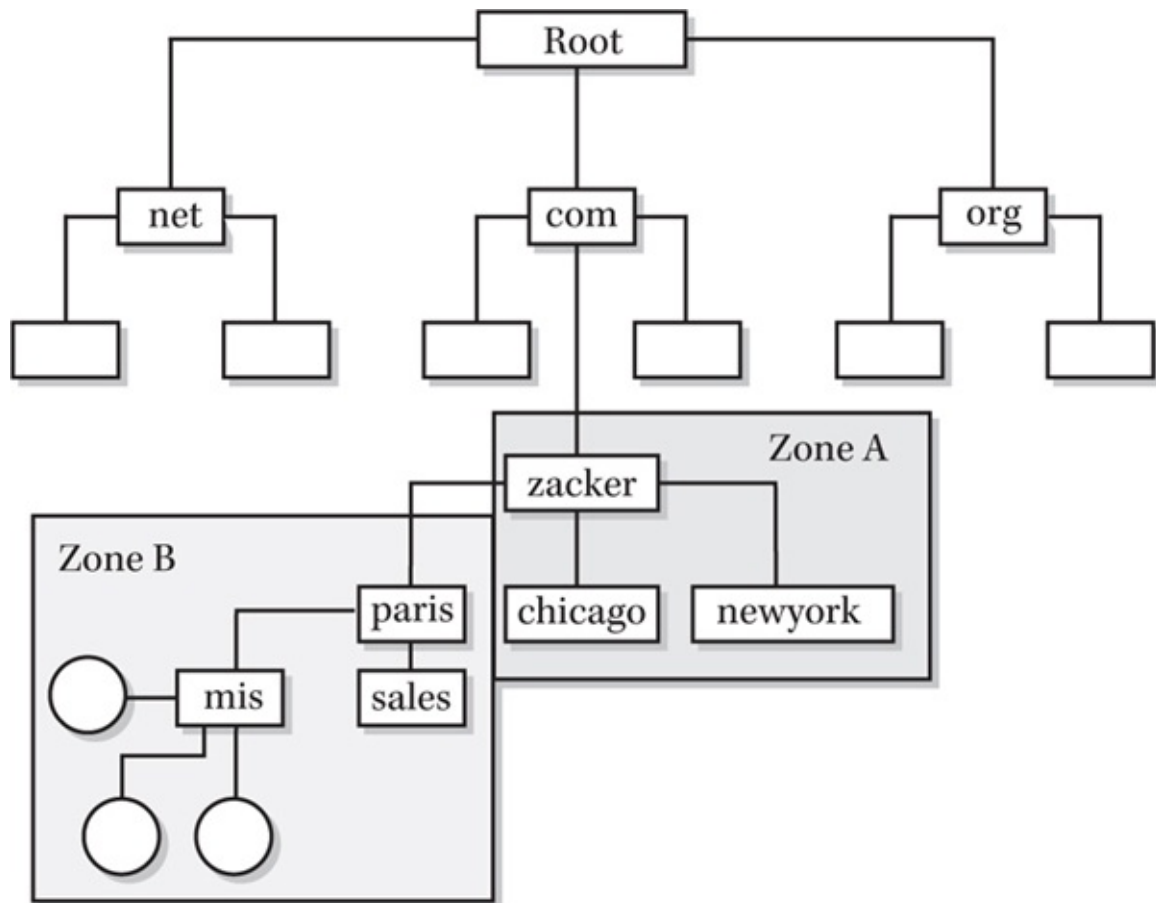 Root
net
com
org
Zone A
zacker
Zone B
paris
chicago
newyork
mis
sales